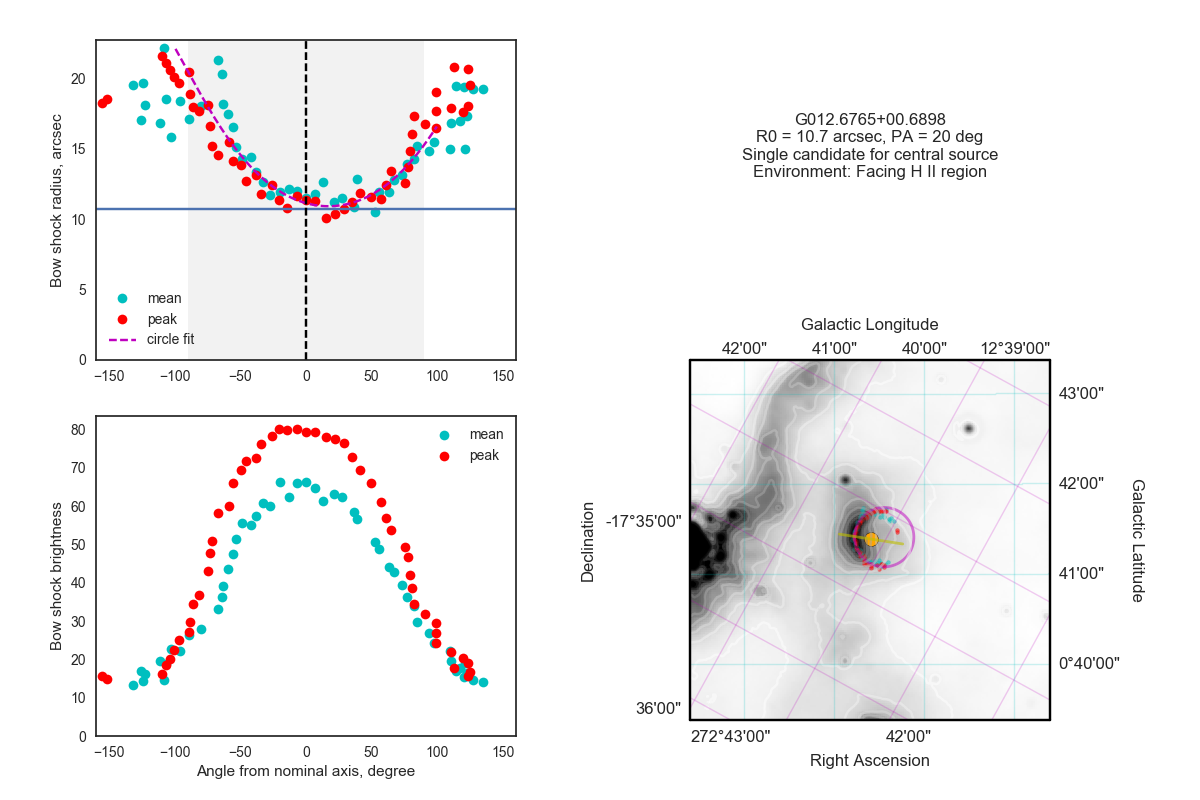 Bow shock radius, arcsec
20
15
10
5
0
mean
peak
circle fit
−150
−100
−50
0
50
100
150
Bow shock brightness
80
70
60
50
40
30
20
10
0
mean
peak
−150
−100
−50
0
50
100
150
Angle from nominal axis, degree
G012.6765+00.6898
R0 = 10.7 arcsec, PA = 20 deg
Single candidate for central source
Environment: Facing H II region
Galactic Longitude
42'00" 41'00" 40'00" 12°39'00"
43'00"
42'00"
41'00"
0°40'00"
Galactic Latitude
Declination
-17°35'00"
36'00"
272°43'00" 42'00"
Right Ascension